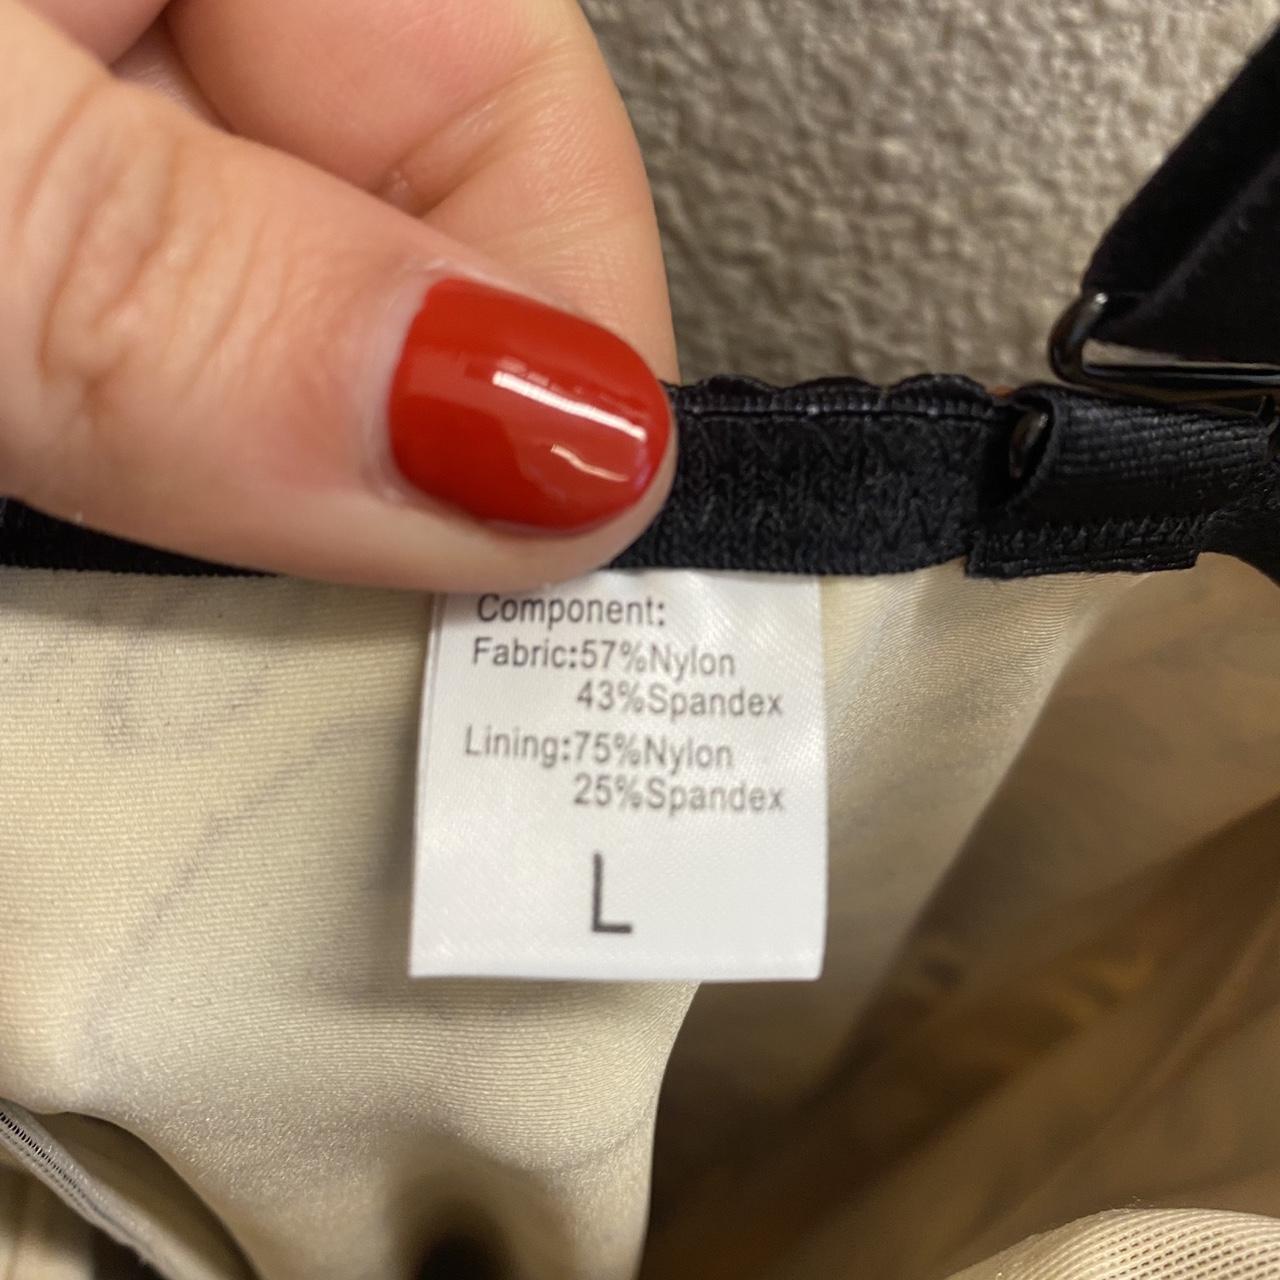 Component:
Fabric:57%Nylon
43%Spandex
Lining:75%Nylon
25%Spandex
L